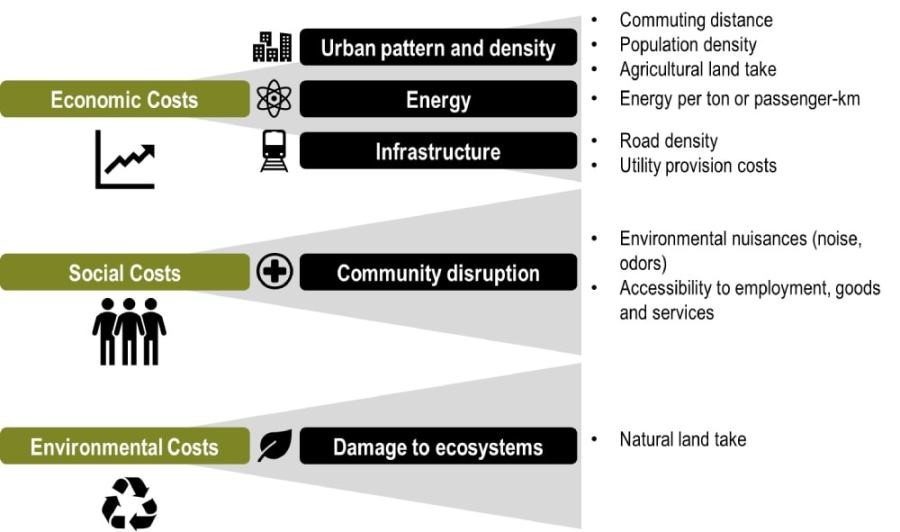 • Commuting distance
Urban pattern and density
• Population density
• Agricultural land take
Economic Costs
Energy
• Energy per ton or passenger-km
Infrastructure
• Road density
• Utility provision costs
Social Costs
Community disruption
• Environmental nuisances (noise,
odors)
• Accessibility to employment, goods
and services
Environmental Costs
Damage to ecosystems
• Natural land take